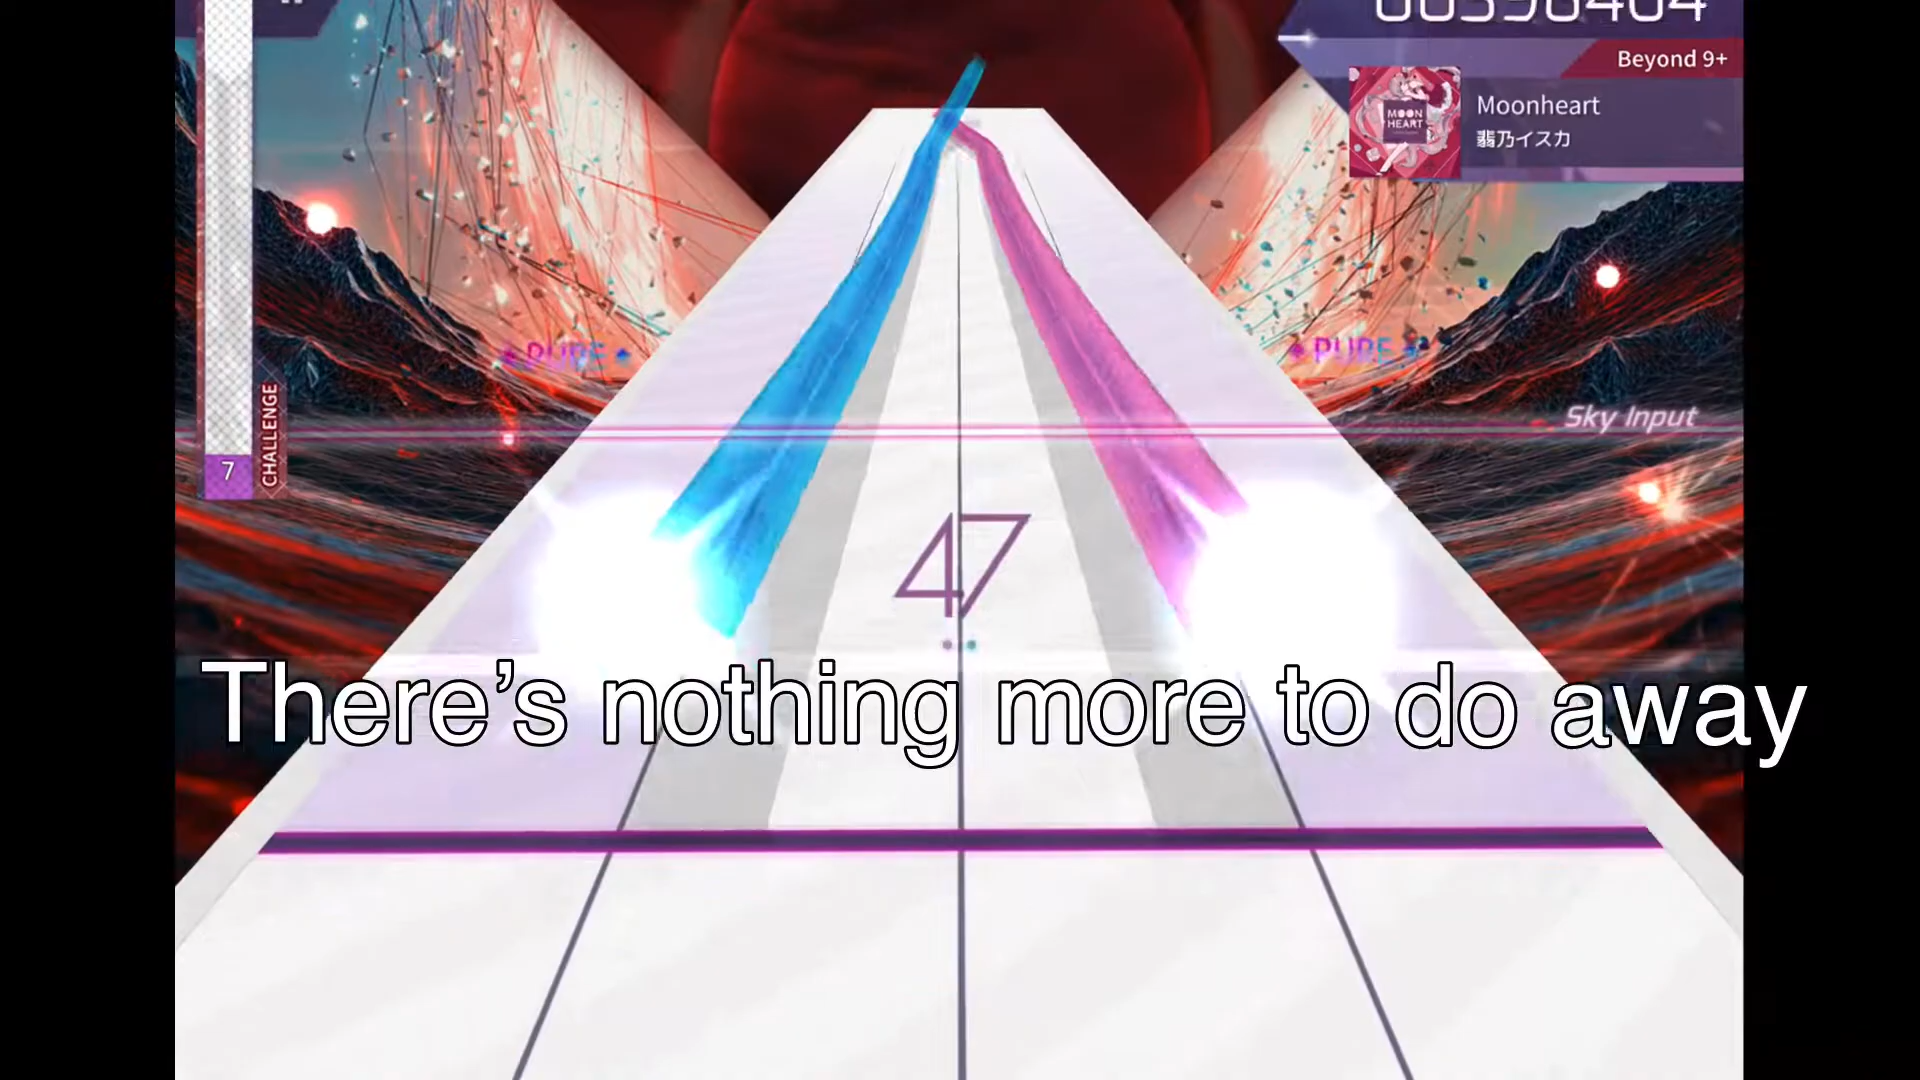 00396404
Beyond 9+
Moonheart
翡乃イスカ
MOON
HEART
PURE
PURE
Sky Input
CHALLENGE
7
47
There's nothing more to do away